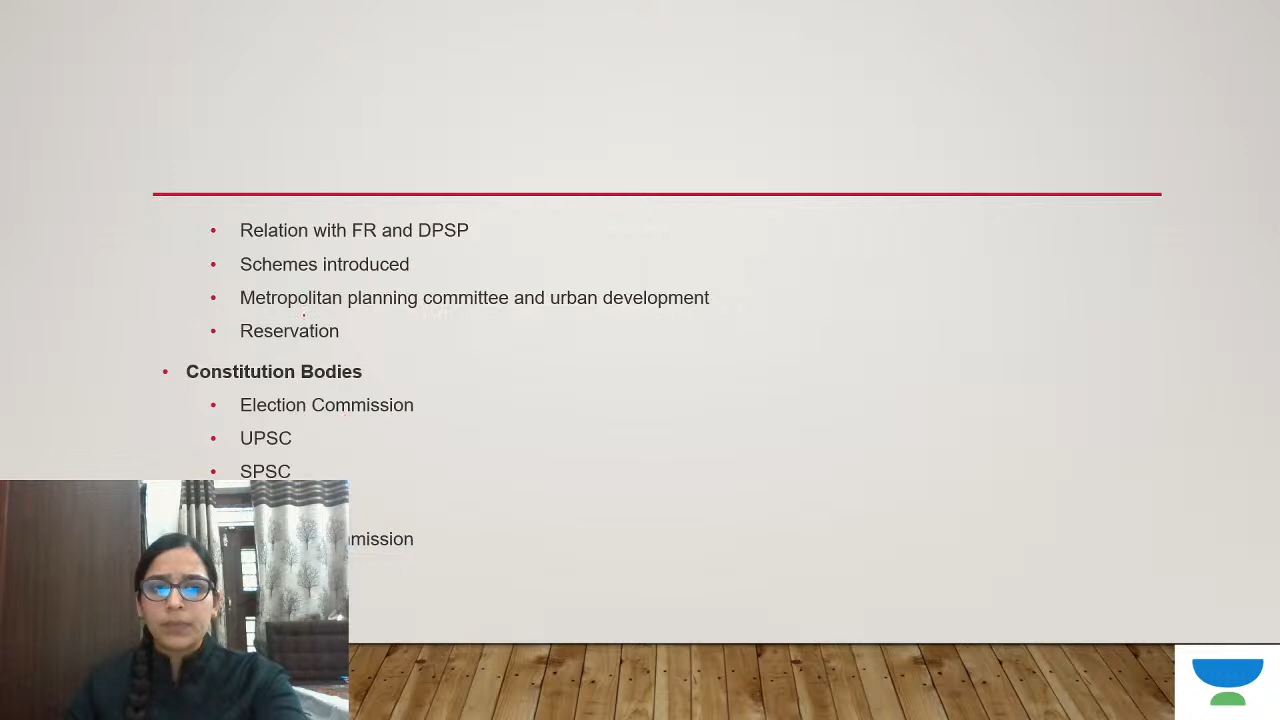 Relation with FR and DPSP
Schemes introduced
Metropolitan planning committee and urban development
Reservation
Constitution Bodies
Election Commission
UPSC
SPSC
mission